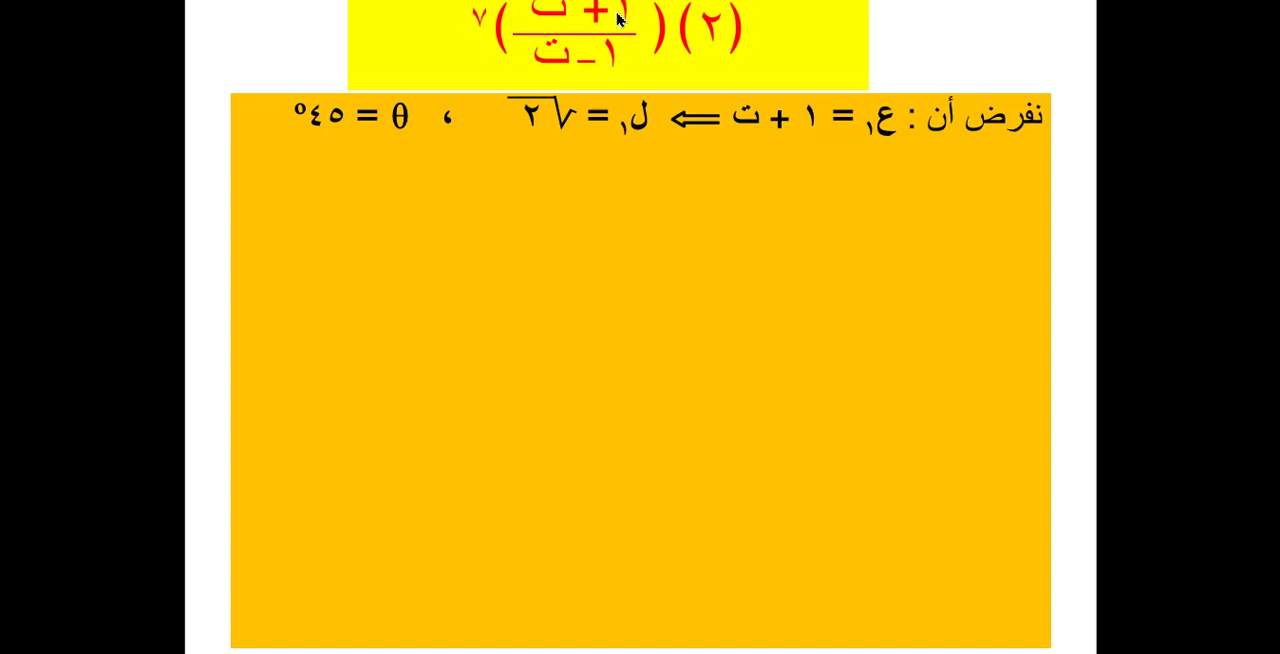 (٢) (١ + ت / ١ – ت)^٧
نفرض أن : ع١ = ١ + ت ⟸ ل١ = √٢ ، θ = ٤٥°